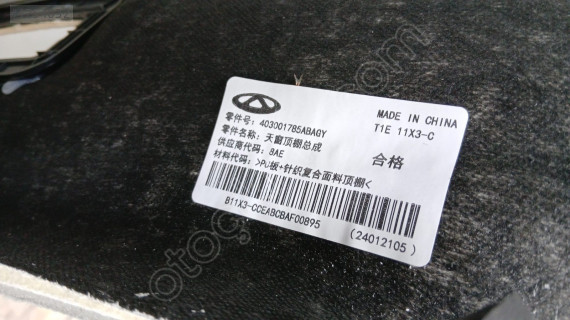 MADE IN CHINA
T1E 11X3-C
零件号: 403001785ABAGY
零件名称: 天窗顶棚总成
供应商代码: 8AE
合格
材料代码: >PU板+针织复合面料顶棚<
B11X3-CCEABCBAF00895
(24012105)